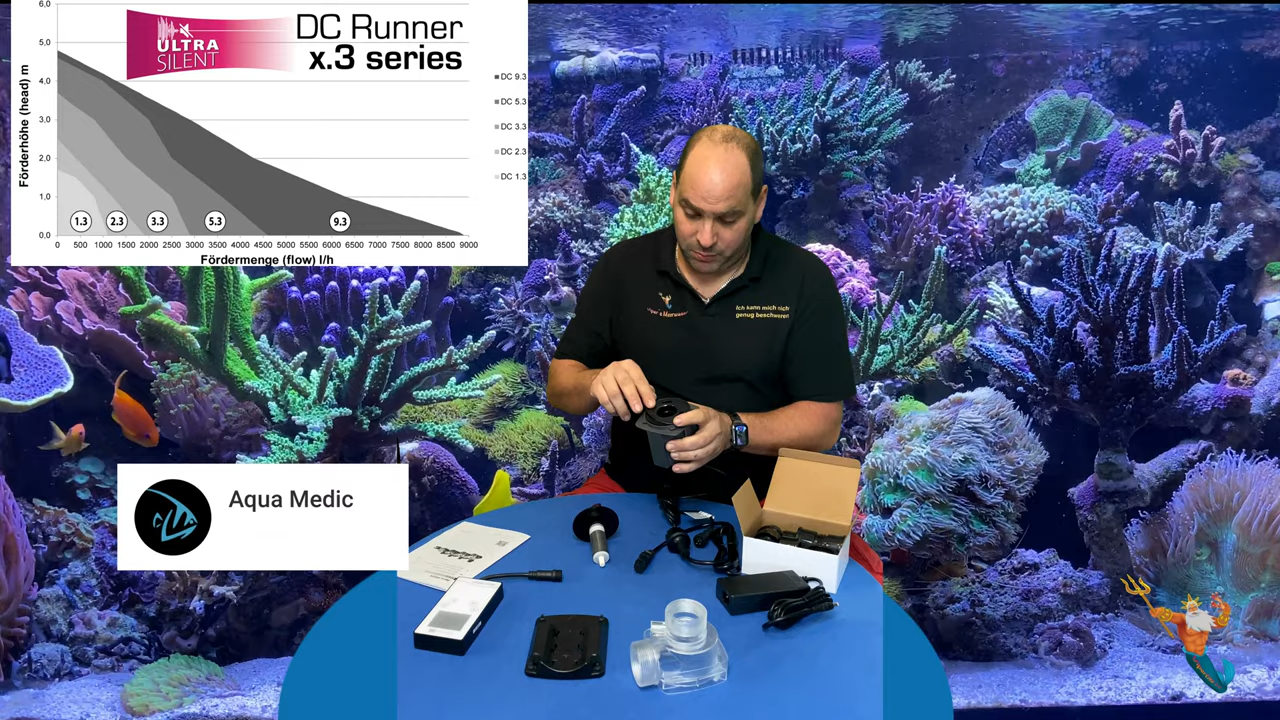 6,0
5,0
4,0
3,0
2,0
1,0
0,0
Förderhöhe (head) m
ULTRA
SILENT
DC Runner
x.3 series
DC 9.3
DC 5.3
DC 3.3
DC 2.3
DC 1.3
1.3
2.3
3.3
5.3
9.3
0 500 1000 1500 2000 2500 3000 3500 4000 4500 5000 5500 6000 6500 7000 7500 8000 8500 9000
Fördermenge (flow) l/h
Ich kann mich nich
genug beschweren
Aqua Medic